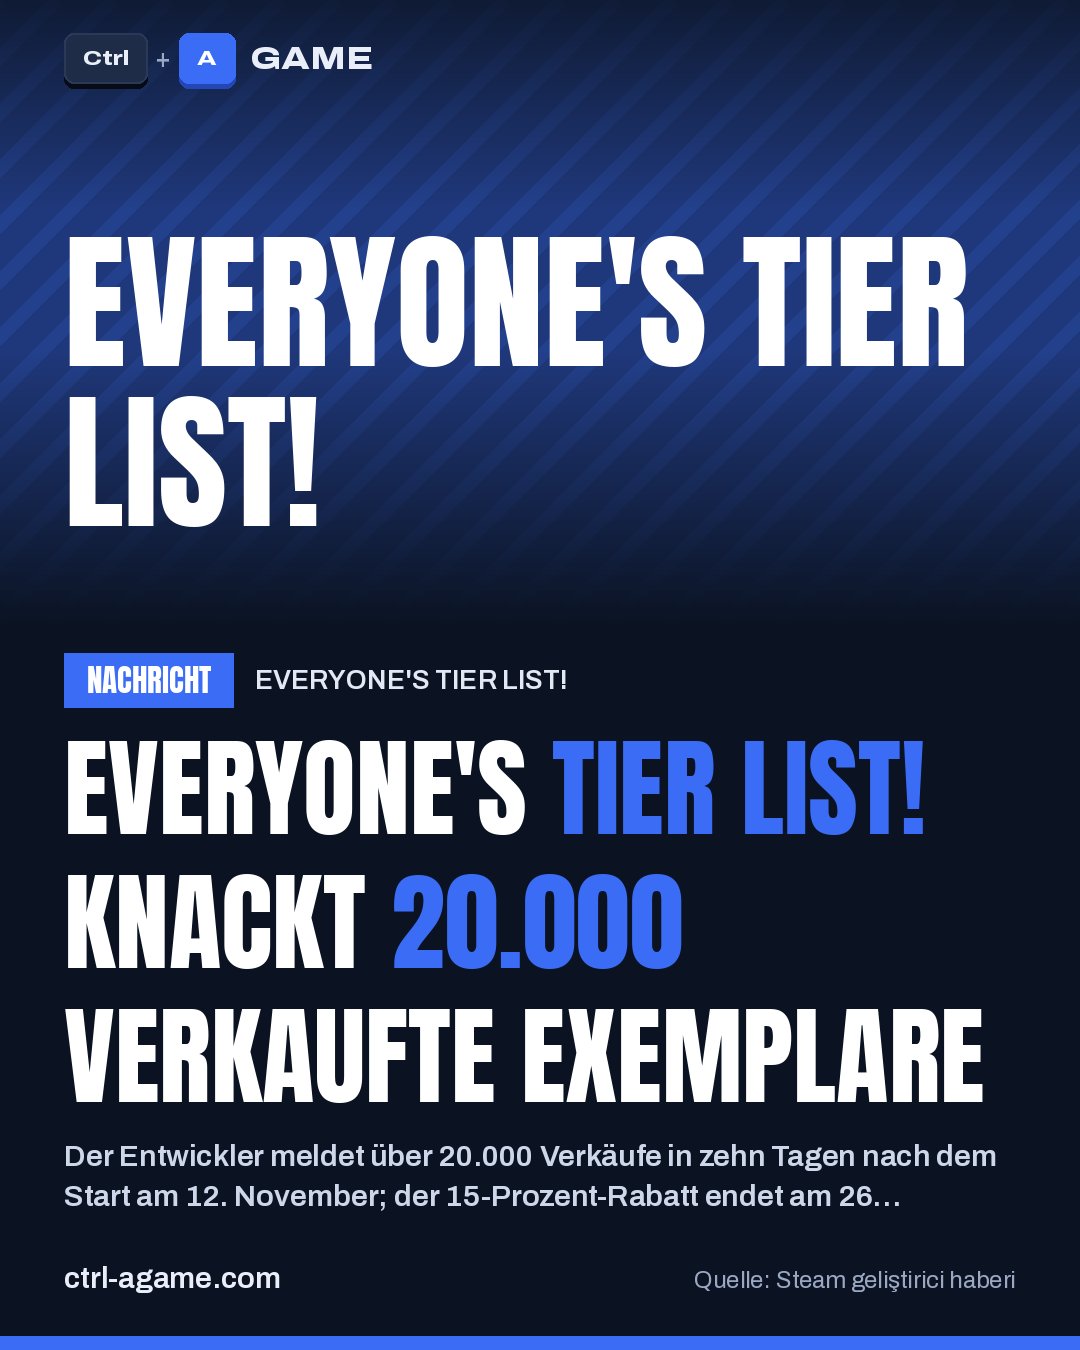 Ctrl + A GAME
EVERYONE'S TIER
LIST!
NACHRICHT EVERYONE'S TIER LIST!
EVERYONE'S TIER LIST!
KNACKT 20.000
VERKAUFTE EXEMPLARE
Der Entwickler meldet über 20.000 Verkäufe in zehn Tagen nach dem
Start am 12. November; der 15-Prozent-Rabatt endet am 26…
ctrl-agame.com
Quelle: Steam geliştirici haberi